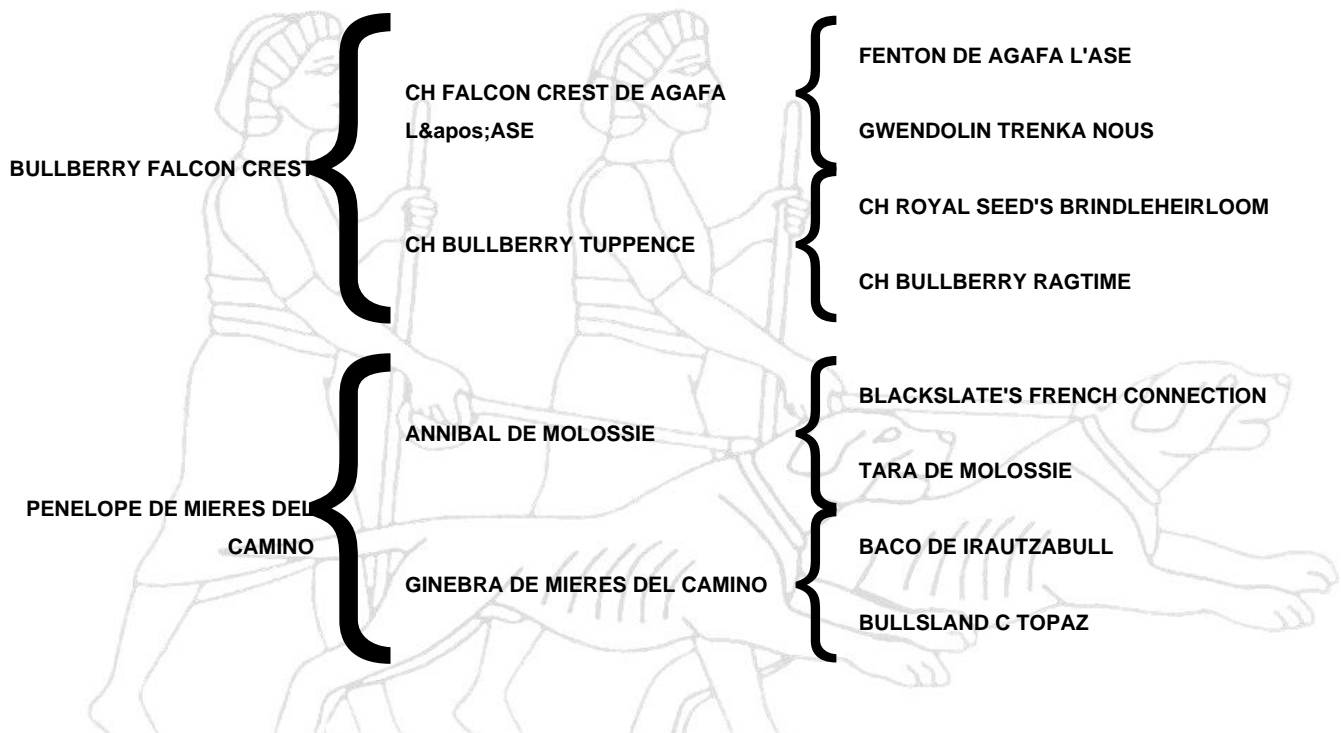 FENTON DE AGAFA L'ASE
CH FALCON CREST DE AGAFA
L&apos;ASE
GWENDOLIN TRENKA NOUS
BULLBERRY FALCON CREST
CH ROYAL SEED'S BRINDLEHEIRLOOM
CH BULLBERRY TUPPENCE
CH BULLBERRY RAGTIME
BLACKSLATE'S FRENCH CONNECTION
ANNIBAL DE MOLOSSIE
TARA DE MOLOSSIE
PENELOPE DE MIERES DEL
CAMINO
BACO DE IRAUTZABULL
GINEBRA DE MIERES DEL CAMINO
BULLSLAND C TOPAZ